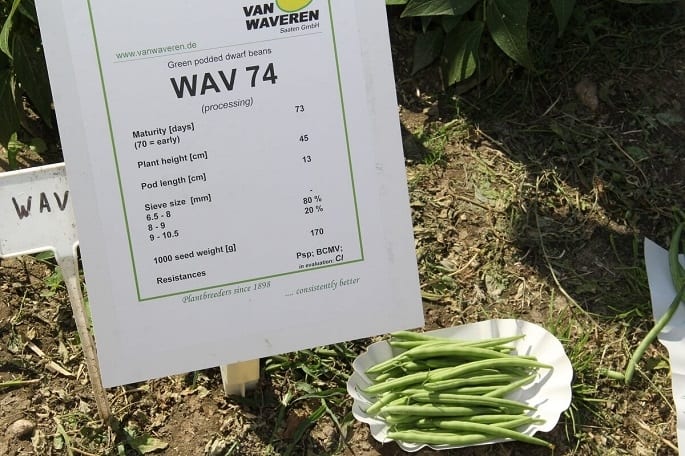 VAN
WAVEREN
Saaten GmbH
www.vanwaveren.de
Green podded dwarf beans
WAV 74
(processing)
Maturity [days] 73
(70 = early)
Plant height [cm] 45
Pod length [cm] 13
Sieve size [mm]
6.5 - 8 -
8 - 9 80 %
9 - 10.5 20 %
1000 seed weight [g] 170
Resistances Psp; BCMV;
in evaluation: Cl
Plantbreeders since 1898 .... consistently better
WAV